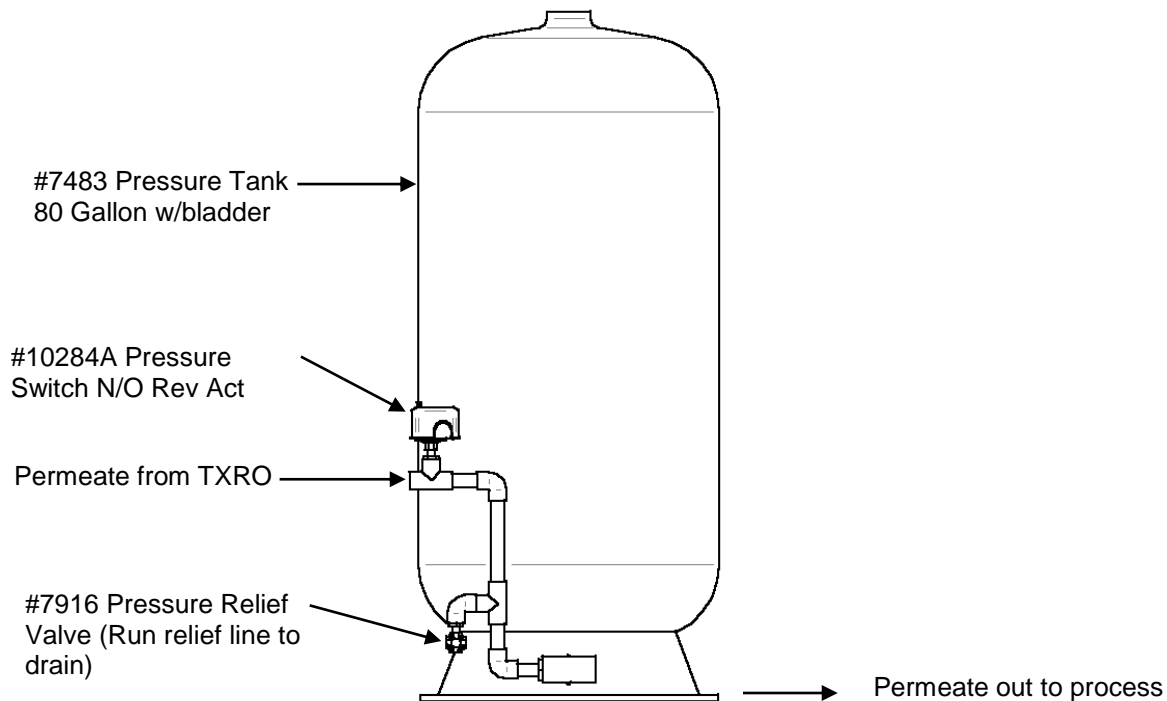 #7483 Pressure Tank
80 Gallon w/bladder
#10284A Pressure
Switch N/O Rev Act
Permeate from TXRO
#7916 Pressure Relief
Valve (Run relief line to
drain)
Permeate out to process